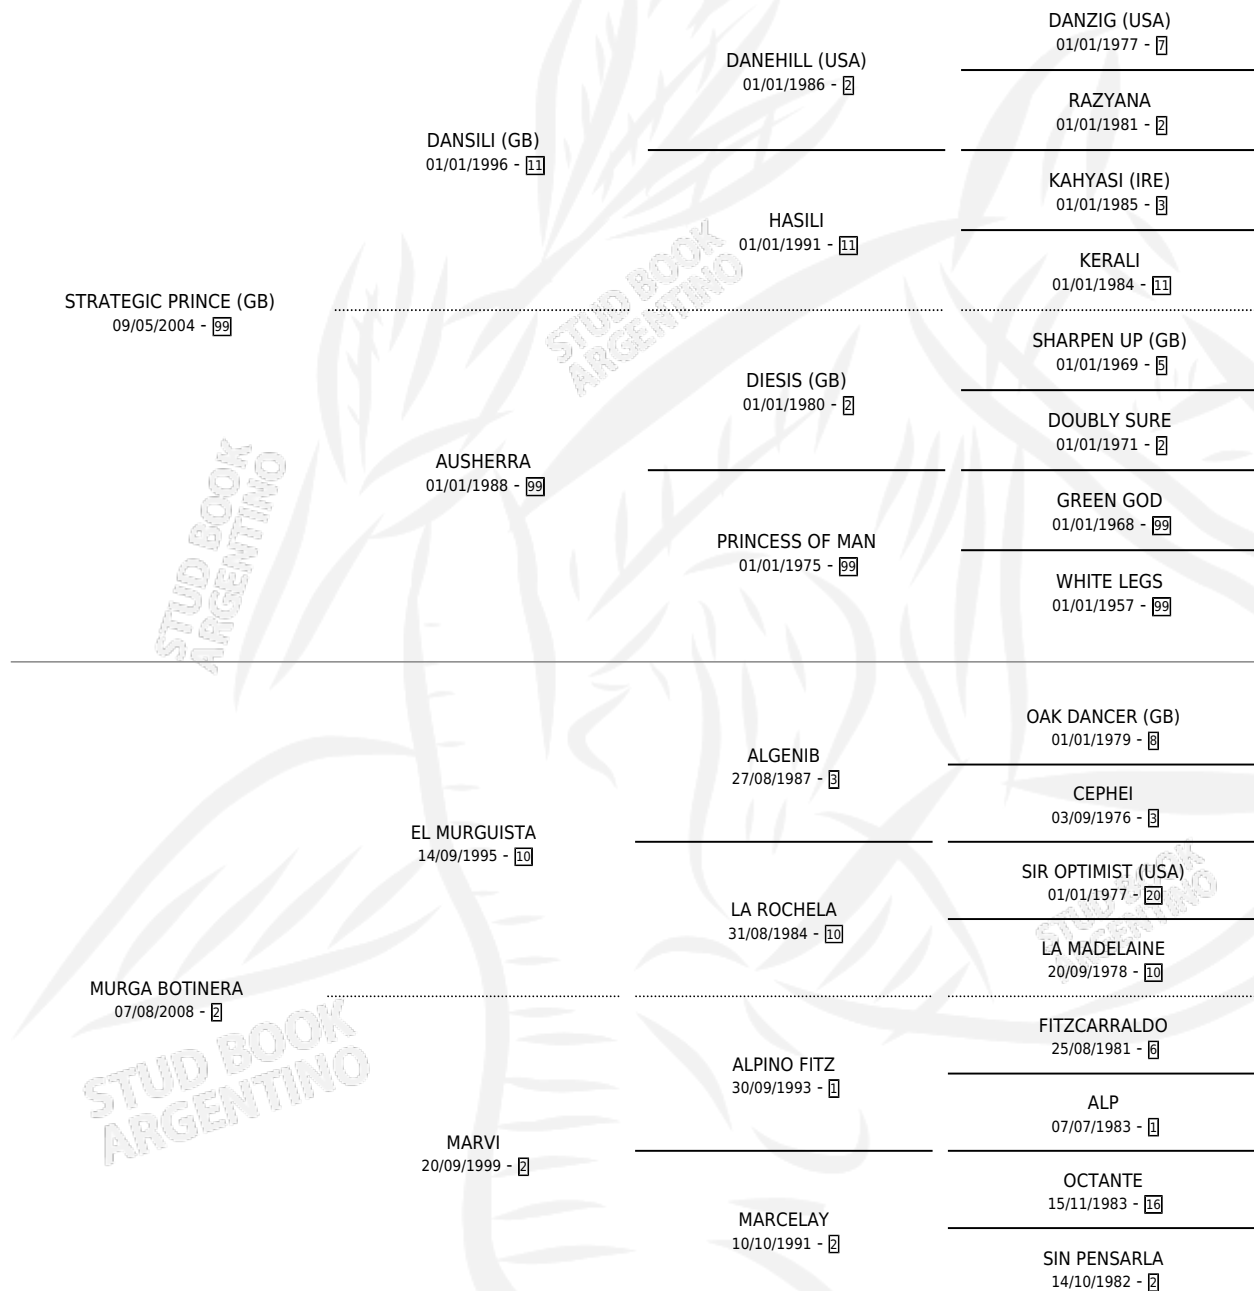 DANZIG (USA)
01/01/1977 - 7
DANEHILL (USA)
01/01/1986 - 2
RAZYANA
01/01/1981 - 2
DANSILI (GB)
01/01/1996 - 11
KAHYASI (IRE)
01/01/1985 - 3
HASILI
01/01/1991 - 11
KERALI
01/01/1984 - 11
STRATEGIC PRINCE (GB)
09/05/2004 - 99
STUD BOOK
ARGENTINO
SHARPEN UP (GB)
01/01/1969 - 5
DIESIS (GB)
01/01/1980 - 2
DOUBLY SURE
01/01/1971 - 2
AUSHERRA
01/01/1988 - 99
GREEN GOD
01/01/1968 - 99
PRINCESS OF MAN
01/01/1975 - 99
WHITE LEGS
01/01/1957 - 99
STUD BOOK
ARGENTINO
OAK DANCER (GB)
01/01/1979 - 8
ALGENIB
27/08/1987 - 3
CEPHEI
03/09/1976 - 3
EL MURGUISTA
14/09/1995 - 10
SIR OPTIMIST (USA)
01/01/1977 - 20
LA ROCHELA
31/08/1984 - 10
STUD BOOK
ARGENTINO
LA MADELAINE
20/09/1978 - 10
MURGA BOTINERA
07/08/2008 - 2
FITZCARRALDO
25/08/1981 - 6
ALPINO FITZ
30/09/1993 - 1
STUD BOOK
ARGENTINO
ALP
07/07/1983 - 1
MARVI
20/09/1999 - 2
OCTANTE
15/11/1983 - 16
MARCELAY
10/10/1991 - 2
SIN PENSARLA
14/10/1982 - 2